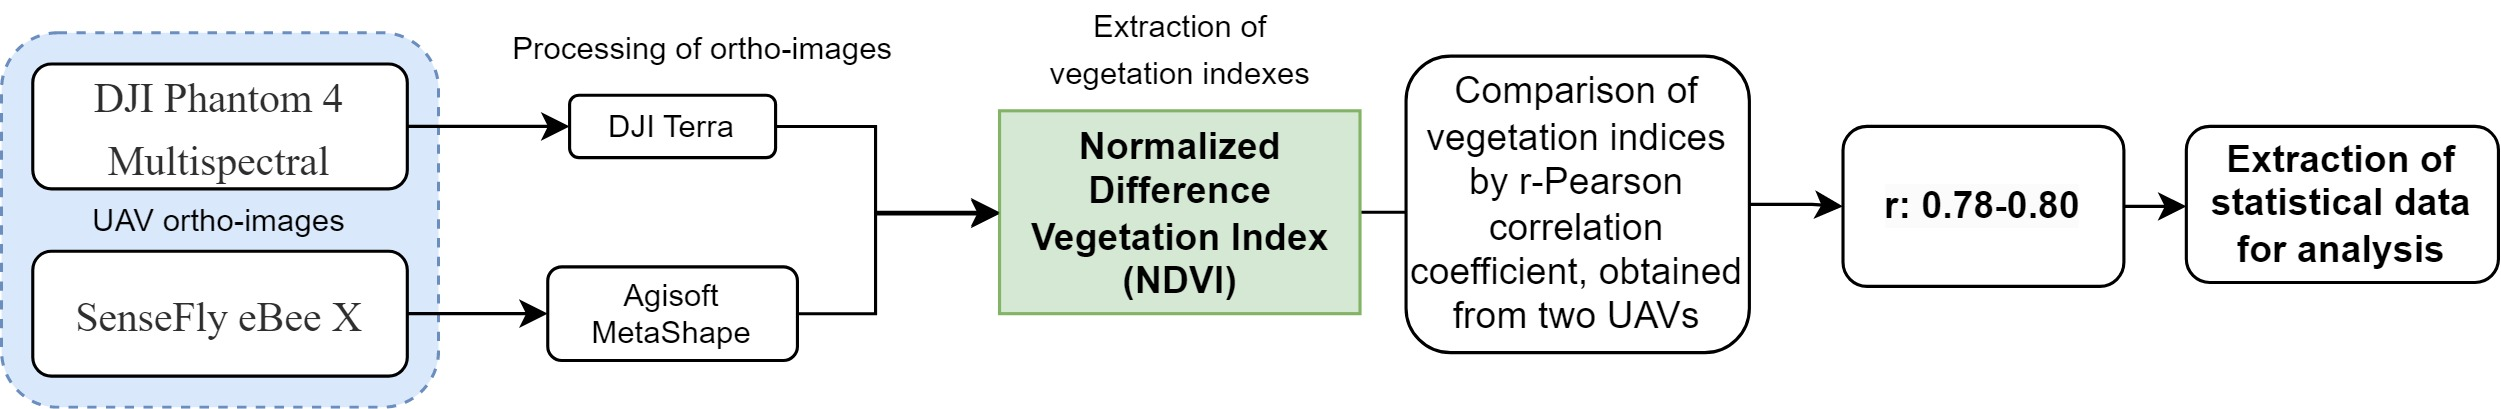 DJI Phantom 4
Multispectral
UAV ortho-images
SenseFly eBee X
Processing of ortho-images
DJI Terra
Agisoft
MetaShape
Extraction of
vegetation indexes
Normalized
Difference
Vegetation Index
(NDVI)
Comparison of
vegetation indices
by r-Pearson
correlation
coefficient, obtained
from two UAVs
r: 0.78-0.80
Extraction of
statistical data
for analysis